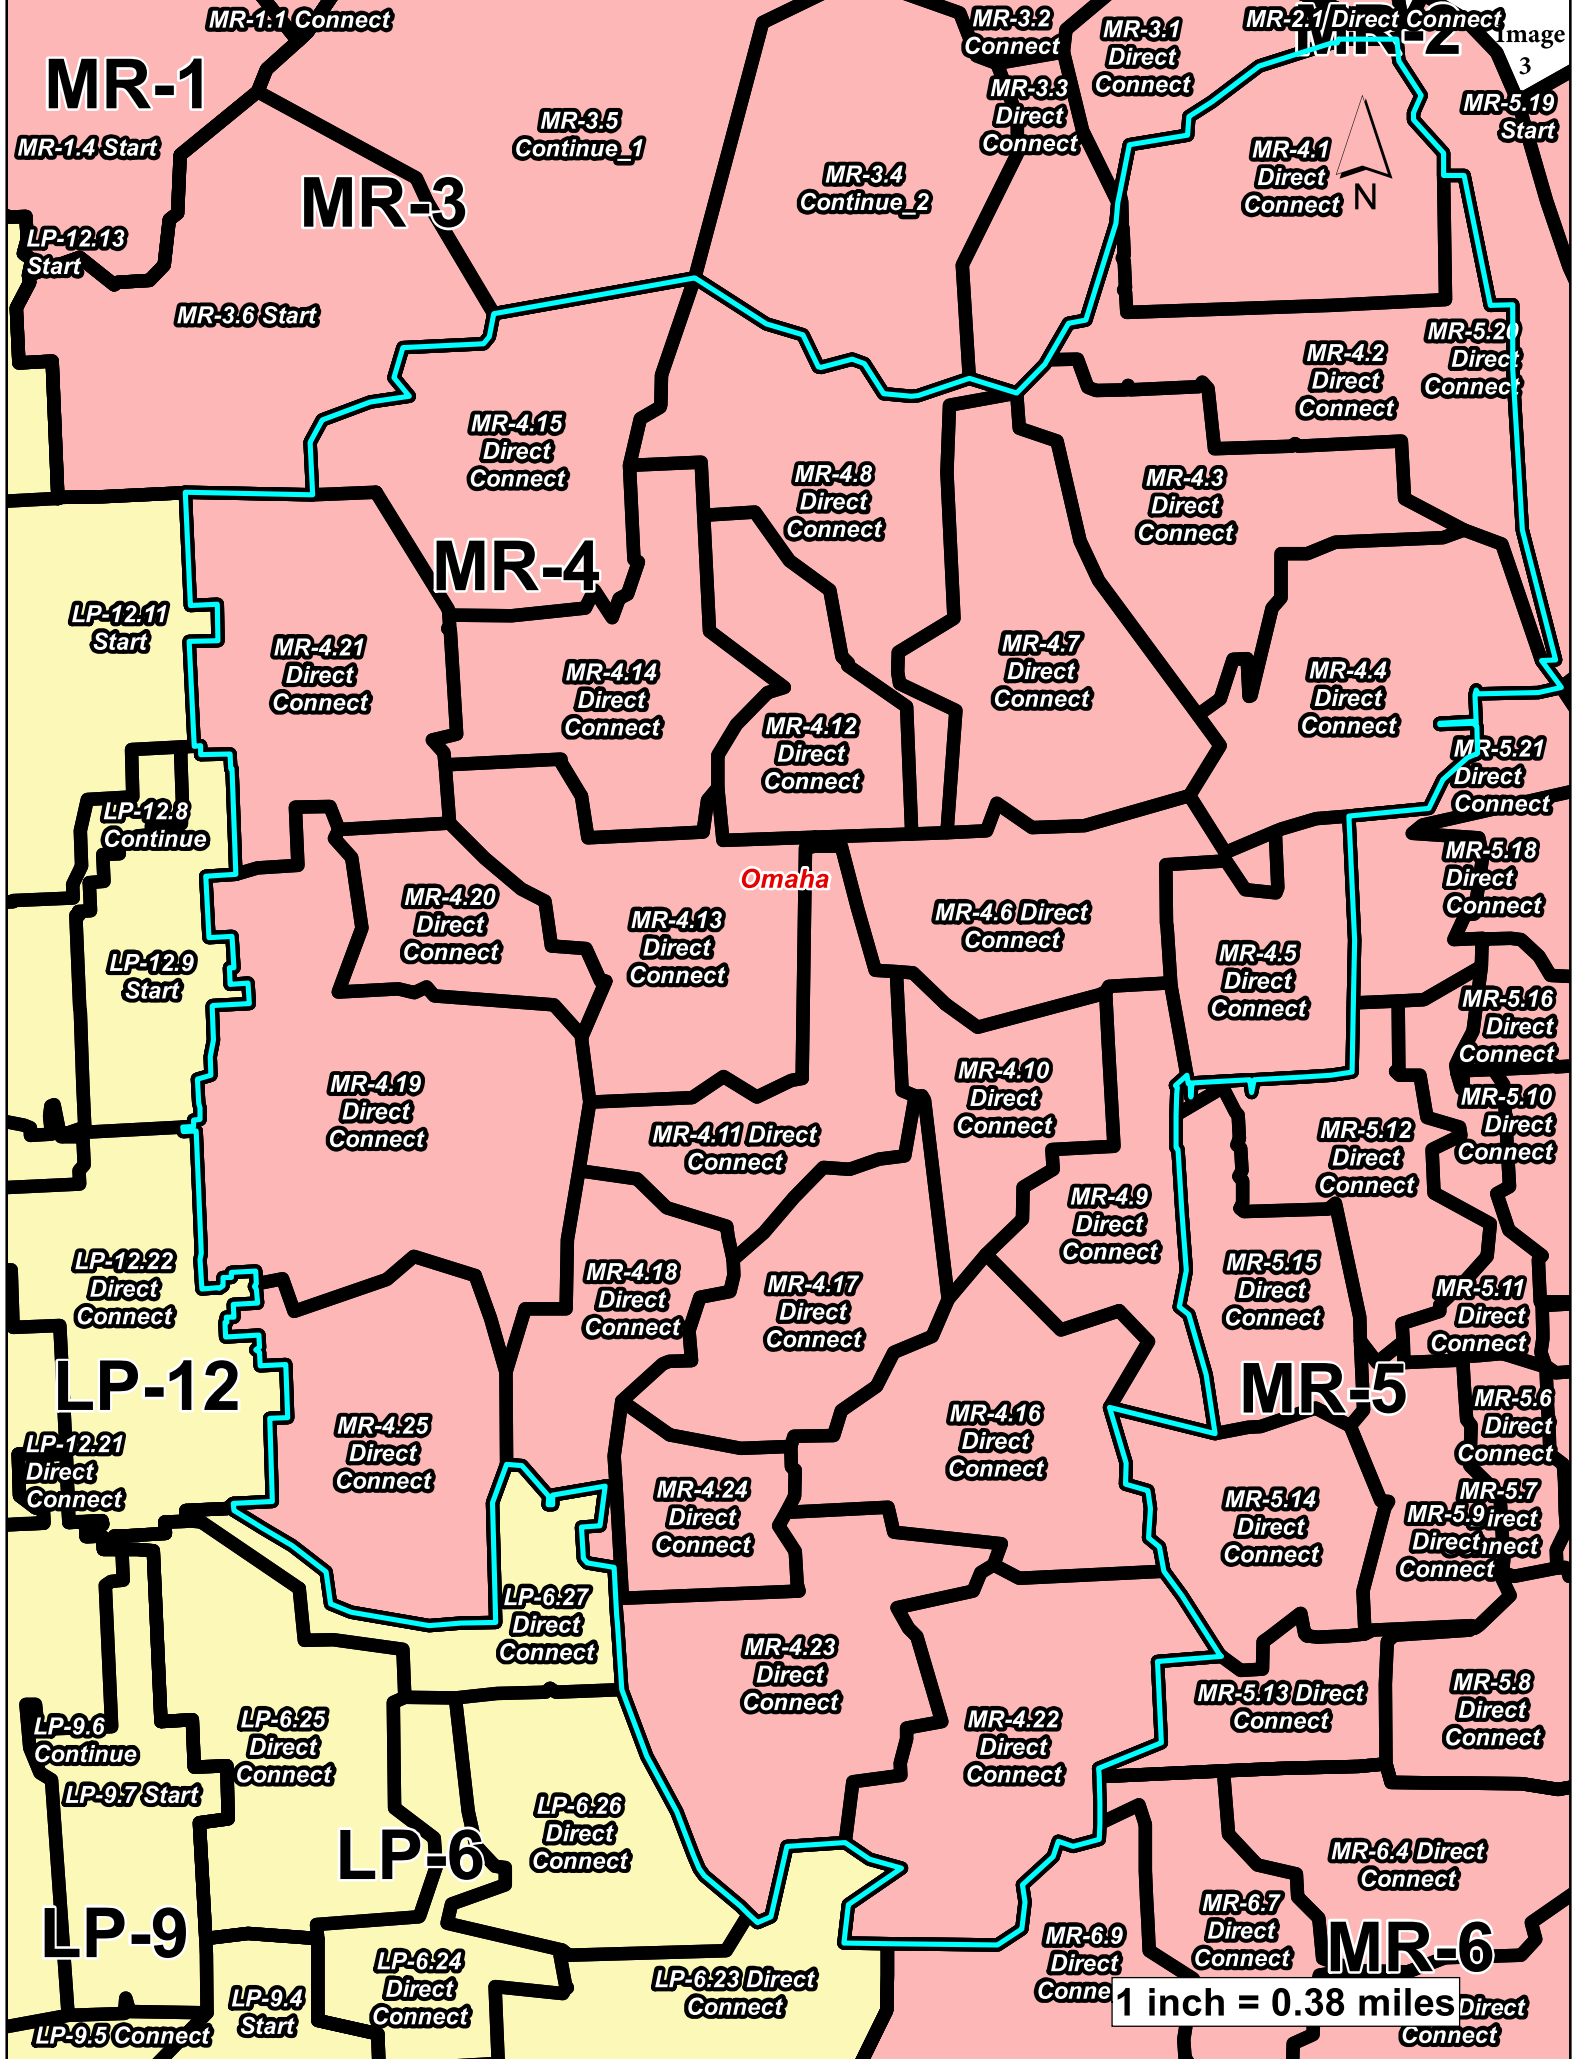 MR-1.1 Connect
MR-3.2
Connect
MR-3.1
Direct
Connect
MR-2.1 Direct Connect
MR-2
Image
3
MR-1
MR-1.4 Start
MR-3.5
Continue_1
MR-3.3
Direct
Connect
MR-5.19
Start
MR-3
MR-3.4
Continue_2
MR-4.1
Direct
Connect
N
LP-12.13
Start
MR-3.6 Start
MR-4.2
Direct
Connect
MR-5.20
Direct
Connect
MR-4.15
Direct
Connect
MR-4.8
Direct
Connect
MR-4.3
Direct
Connect
MR-4
LP-12.11
Start
MR-4.21
Direct
Connect
MR-4.14
Direct
Connect
MR-4.7
Direct
Connect
MR-4.4
Direct
Connect
MR-4.12
Direct
Connect
MR-5.21
Direct
Connect
LP-12.8
Continue
MR-5.18
Direct
Connect
Omaha
MR-4.20
Direct
Connect
MR-4.13
Direct
Connect
MR-4.6 Direct
Connect
LP-12.9
Start
MR-4.5
Direct
Connect
MR-5.16
Direct
Connect
MR-4.19
Direct
Connect
MR-4.10
Direct
Connect
MR-5.10
Direct
Connect
MR-4.11 Direct
Connect
MR-5.12
Direct
Connect
MR-4.9
Direct
Connect
LP-12.22
Direct
Connect
MR-4.18
Direct
Connect
MR-4.17
Direct
Connect
MR-5.15
Direct
Connect
MR-5.11
Direct
Connect
LP-12
MR-5
MR-4.25
Direct
Connect
MR-4.16
Direct
Connect
MR-5.6
Direct
Connect
LP-12.21
Direct
Connect
MR-4.24
Direct
Connect
MR-5.14
Direct
Connect
MR-5.7
MR-5.9
Direct
Connect
LP-6.27
Direct
Connect
MR-4.23
Direct
Connect
MR-5.13 Direct
Connect
MR-5.8
Direct
Connect
LP-9.6
Continue
LP-6.25
Direct
Connect
MR-4.22
Direct
Connect
LP-9.7 Start
LP-6.26
Direct
Connect
LP-6
MR-6.4 Direct
Connect
LP-9
MR-6.7
Direct
Connect
MR-6
MR-6.9
Direct
LP-6.24
Direct
Connect
LP-6.23 Direct
Connect
LP-9.4
Start
1 inch = 0.38 miles
Direct
Connect
LP-9.5 Connect